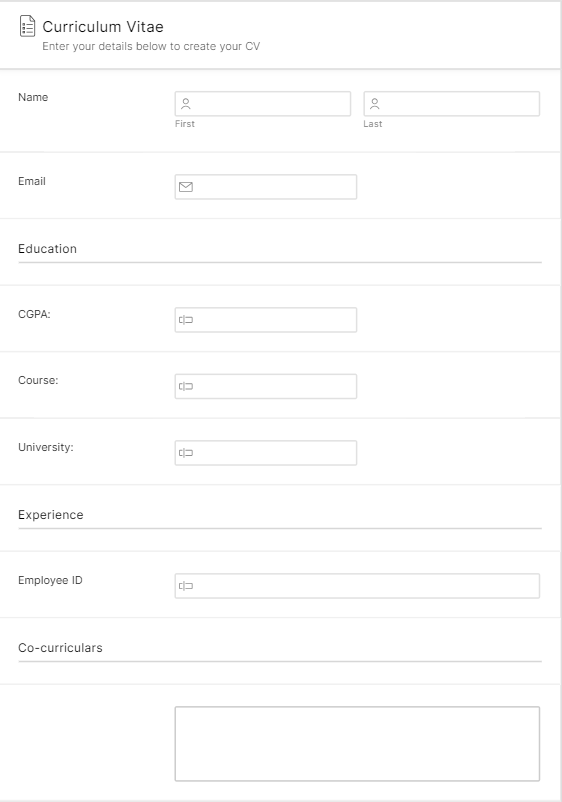 Curriculum Vitae
Enter your details below to create your CV
Name
First Last
Email
Education
CGPA:
Course:
University:
Experience
Employee ID
Co-curriculars